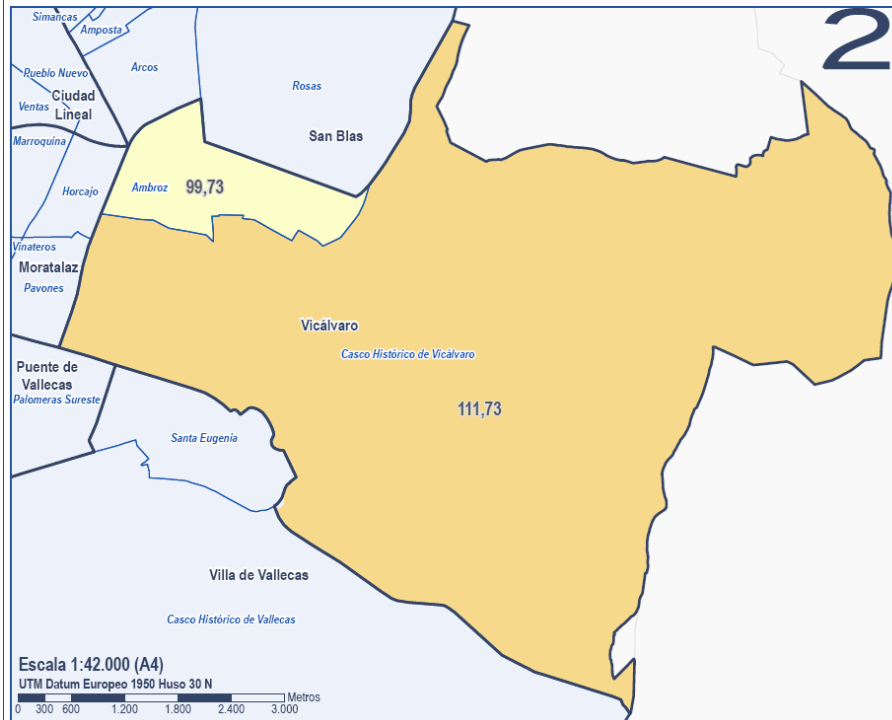 Simancas
Amposta
2
Arcos
Pueblo Nuevo
Rosas
Ciudad
Lineal
Ventas
San Blas
Marroquina
Horcajo
Ambroz
99,73
Vinateros
Moratalaz
Pavones
Vicálvaro
Casco Histórico de Vicálvaro
Puente de
Vallecas
Palomeras Sureste
111,73
Santa Eugenia
Villa de Vallecas
Casco Histórico de Vallecas
Escala 1:42.000 (A4)
UTM Datum Europeo 1950 Huso 30 N
Metros
0 300 600 1.200 1.800 2.400 3.000